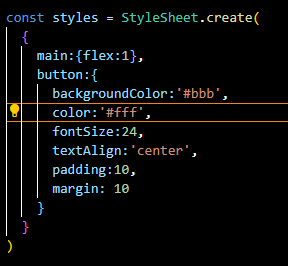 const styles = StyleSheet.create(
{
main:{flex:1},
button:{
backgroundColor:'#bbb',
color:'#fff',
fontSize:24,
textAlign:'center',
padding:10,
margin: 10
}
}
)